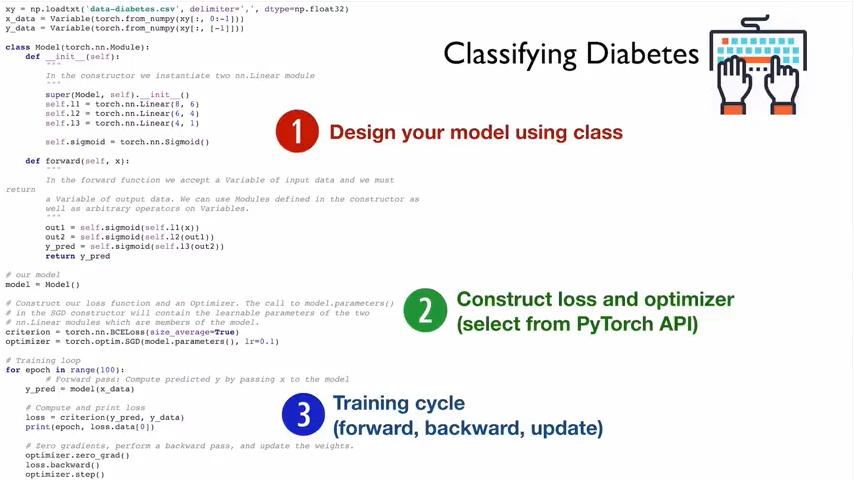 xy = np.loadtxt('data-diabetes.csv', delimiter=',', dtype=np.float32)
x_data = Variable(torch.from_numpy(xy[:, 0:-1]))
y_data = Variable(torch.from_numpy(xy[:, [-1]]))
class Model(torch.nn.Module):
def __init__(self):
"""
In the constructor we instantiate two nn.Linear module
"""
super(Model, self).__init__()
self.l1 = torch.nn.Linear(8, 6)
self.l2 = torch.nn.Linear(6, 4)
self.l3 = torch.nn.Linear(4, 1)
self.sigmoid = torch.nn.Sigmoid()
def forward(self, x):
"""
In the forward function we accept a Variable of input data and we must
return
a Variable of output data. We can use Modules defined in the constructor as
well as arbitrary operators on Variables.
"""
out1 = self.sigmoid(self.l1(x))
out2 = self.sigmoid(self.l2(out1))
y_pred = self.sigmoid(self.l3(out2))
return y_pred
# our model
model = Model()
# Construct our loss function and an Optimizer. The call to model.parameters()
# in the SGD constructor will contain the learnable parameters of the two
# nn.Linear modules which are members of the model.
criterion = torch.nn.BCELoss(size_average=True)
optimizer = torch.optim.SGD(model.parameters(), lr=0.1)
# Training loop
for epoch in range(100):
# Forward pass: Compute predicted y by passing x to the model
y_pred = model(x_data)
# Compute and print loss
loss = criterion(y_pred, y_data)
print(epoch, loss.data[0])
# Zero gradients, perform a backward pass, and update the weights.
optimizer.zero_grad()
loss.backward()
optimizer.step()
Classifying Diabetes
1 Design your model using class
2 Construct loss and optimizer
(select from PyTorch API)
3 Training cycle
(forward, backward, update)